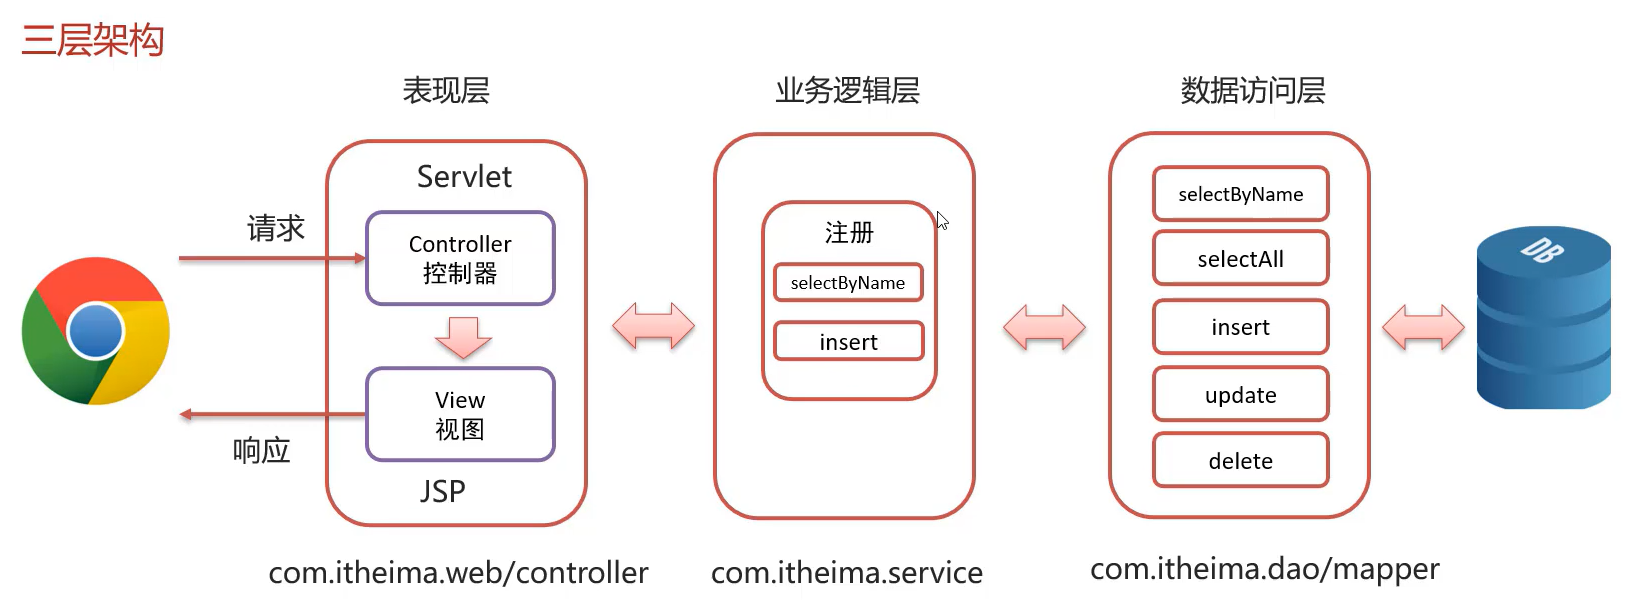 三层架构
表现层
业务逻辑层
数据访问层
请求
响应
Servlet
Controller
控制器
View
视图
JSP
注册
selectByName
insert
selectByName
selectAll
insert
update
delete
DB
com.itheima.web/controller
com.itheima.service
com.itheima.dao/mapper